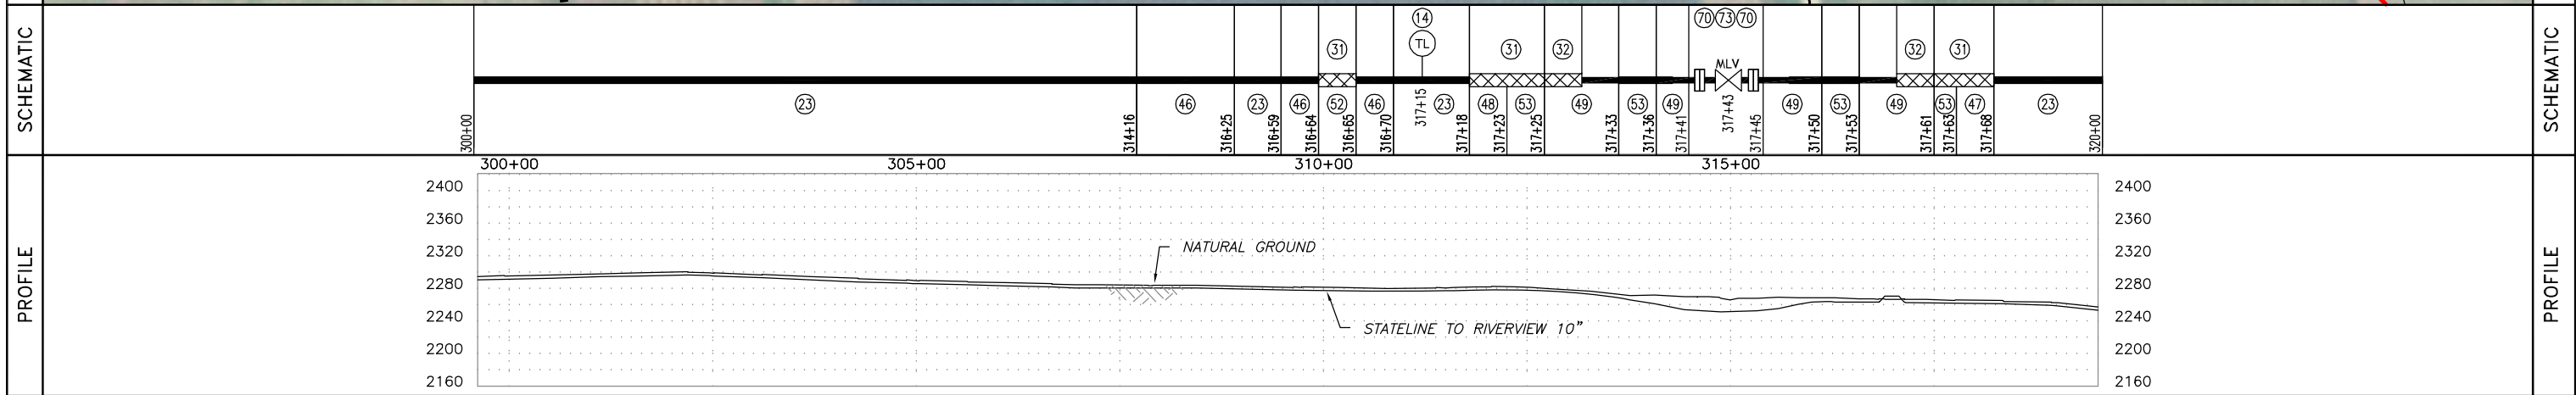 SCHEMATIC
14
70 73 70
31 TL 31 32 32 31
MLV
23 46 23 46 52 46 23 48 53 49 53 49 49 53 49 53 47 23
300+00 314+16 316+25 316+59 316+64 316+65 316+70 317+15 317+18 317+23 317+25 317+33 317+36 317+41 317+43 317+45 317+50 317+53 317+61 317+63 317+68 320+00
SCHEMATIC
PROFILE
300+00 305+00 310+00 315+00
2400 2400
2360 2360
2320 2320
NATURAL GROUND
2280 2280
2240 2240
STATELINE TO RIVERVIEW 10"
2200 2200
2160 2160
PROFILE